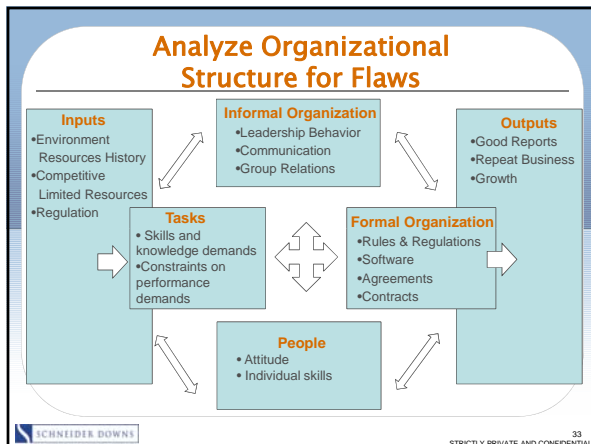 Analyze Organizational
Structure for Flaws
Inputs
•Environment
Resources History
•Competitive
Limited Resources
•Regulation
Informal Organization
•Leadership Behavior
•Communication
•Group Relations
Outputs
•Good Reports
•Repeat Business
•Growth
Tasks
• Skills and
knowledge demands
•Constraints on
performance
demands
Formal Organization
•Rules & Regulations
•Software
•Agreements
•Contracts
People
• Attitude
• Individual skills
SCHNEIDER DOWNS
33
STRICTLY PRIVATE AND CONFIDENTIAL